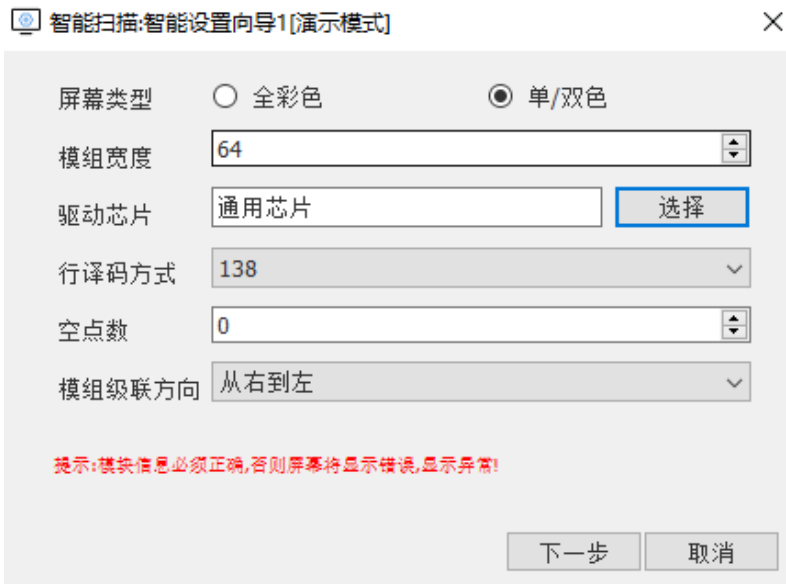 智能扫描:智能设置向导1[演示模式]
屏幕类型 全彩色 单/双色
模组宽度 64
驱动芯片 通用芯片 选择
行译码方式 138
空点数 0
模组级联方向 从右到左
提示:模块信息必须正确,否则屏幕将显示错误,显示异常!
下一步 取消